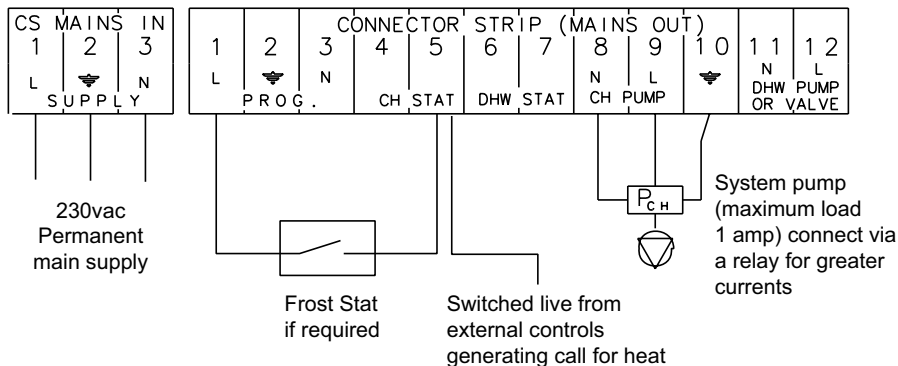 CS MAINS IN
1 2 3
L N
SUPPLY
CONNECTOR STRIP (MAINS OUT)
1 2 3 4 5 6 7 8 9 10 11 12
L N N L N L
PROG. CH STAT DHW STAT CH PUMP DHW PUMP
OR VALVE
230vac
Permanent
main supply
Frost Stat
if required
Switched live from
external controls
generating call for heat
PCH
System pump
(maximum load
1 amp) connect via
a relay for greater
currents